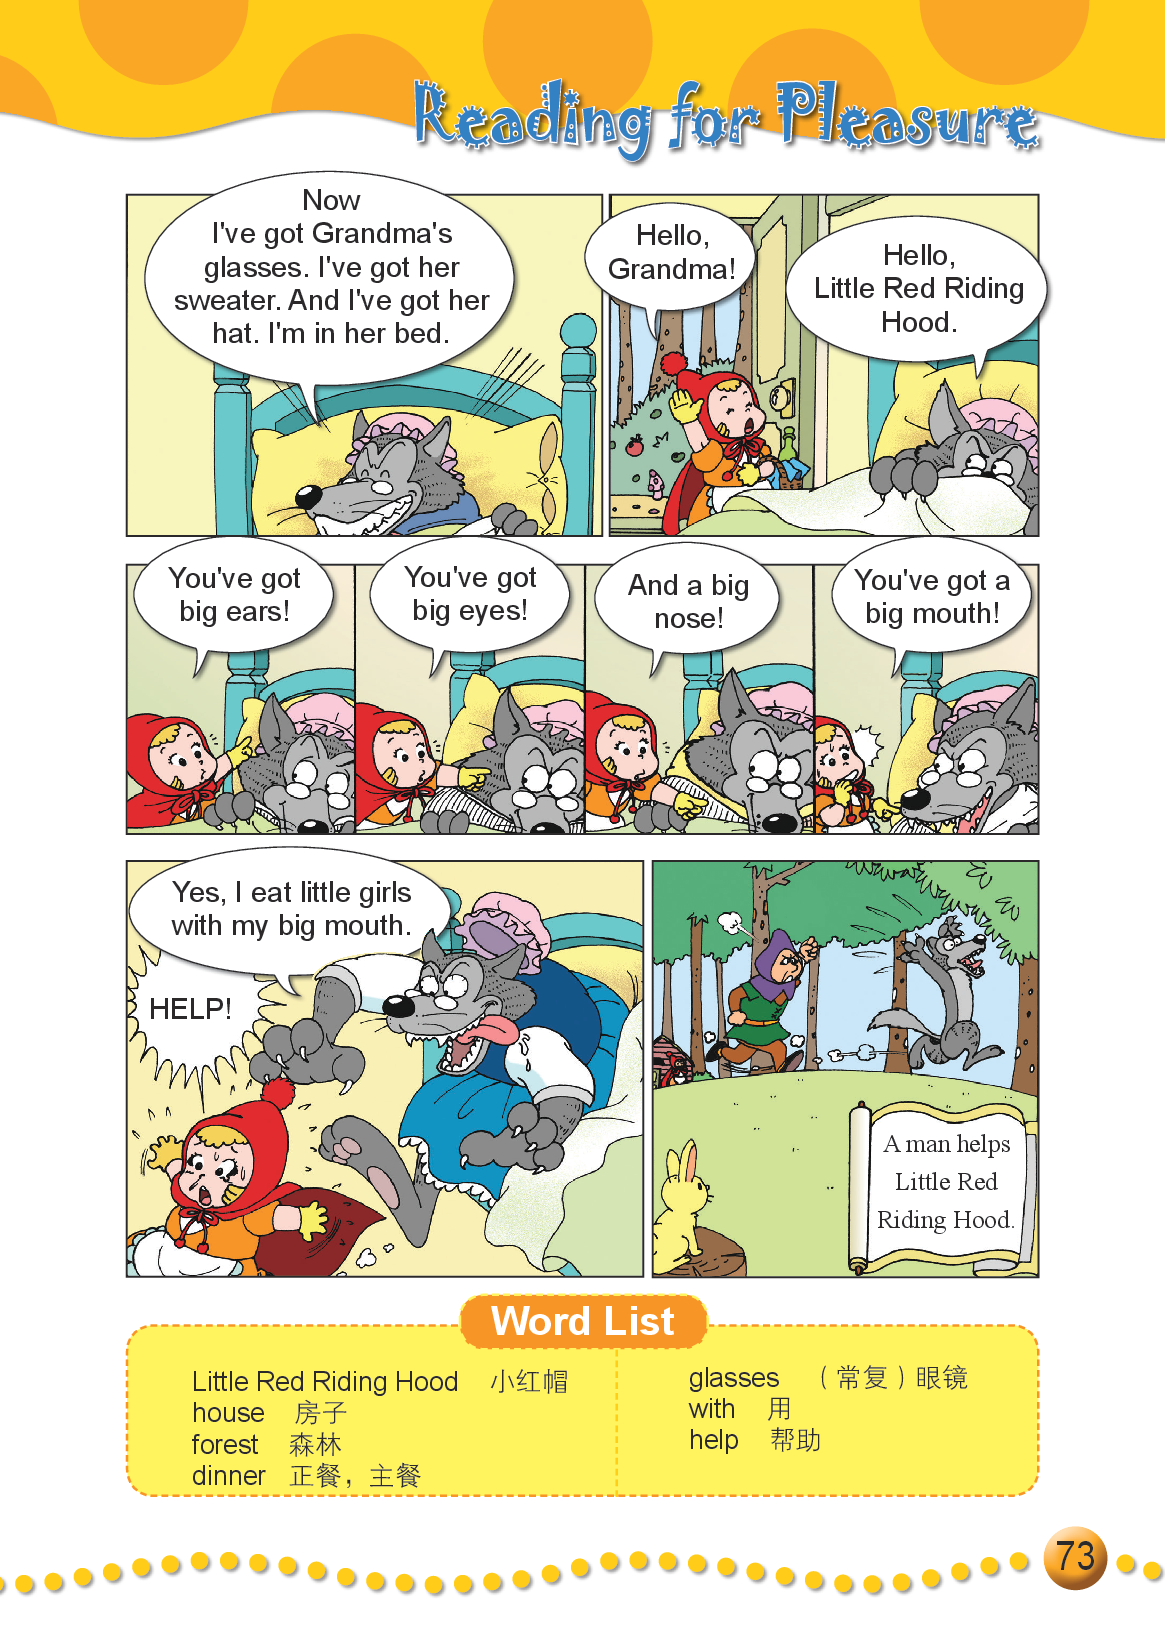 Reading for Pleasure
Now
I've got Grandma's
glasses. I've got her
sweater. And I've got her
hat. I'm in her bed.
Hello,
Grandma!
Hello,
Little Red Riding
Hood.
You've got
big ears!
You've got
big eyes!
And a big
nose!
You've got a
big mouth!
Yes, I eat little girls
with my big mouth.
HELP!
A man helps
Little Red
Riding Hood.
Word List
Little Red Riding Hood 小红帽
house 房子
forest 森林
dinner 正餐，主餐
glasses （常复）眼镜
with 用
help 帮助
73